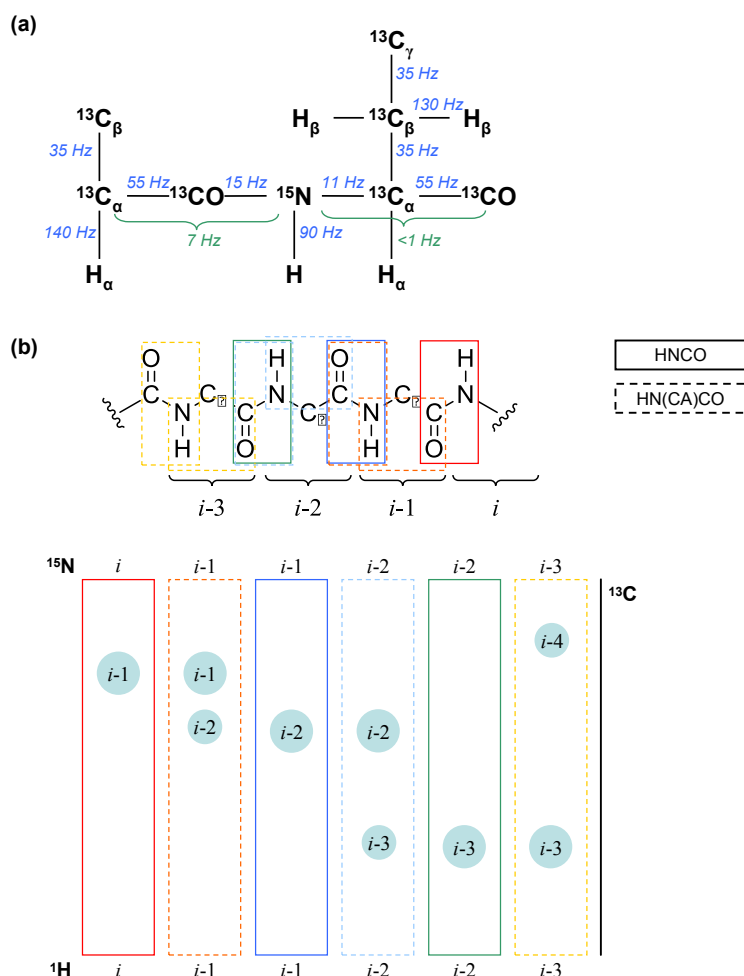 (a)
¹³Cᵧ
35 Hz
¹³Cβ Hβ ¹³Cβ 130 Hz Hβ
35 Hz 35 Hz
¹³Cα 55 Hz ¹³CO 15 Hz ¹⁵N 11 Hz ¹³Cα 55 Hz ¹³CO
140 Hz 7 Hz 90 Hz <1 Hz
Hα H Hα
(b)
O H O H HNCO
C N C C N C N C HN(CA)CO
N C C N C
H O H O
i-3 i-2 i-1 i
¹⁵N i i-1 i-1 i-2 i-2 i-3
¹³C
i-4
i-1 i-1
i-2 i-2 i-2
i-3 i-3 i-3
¹H i i-1 i-1 i-2 i-2 i-3